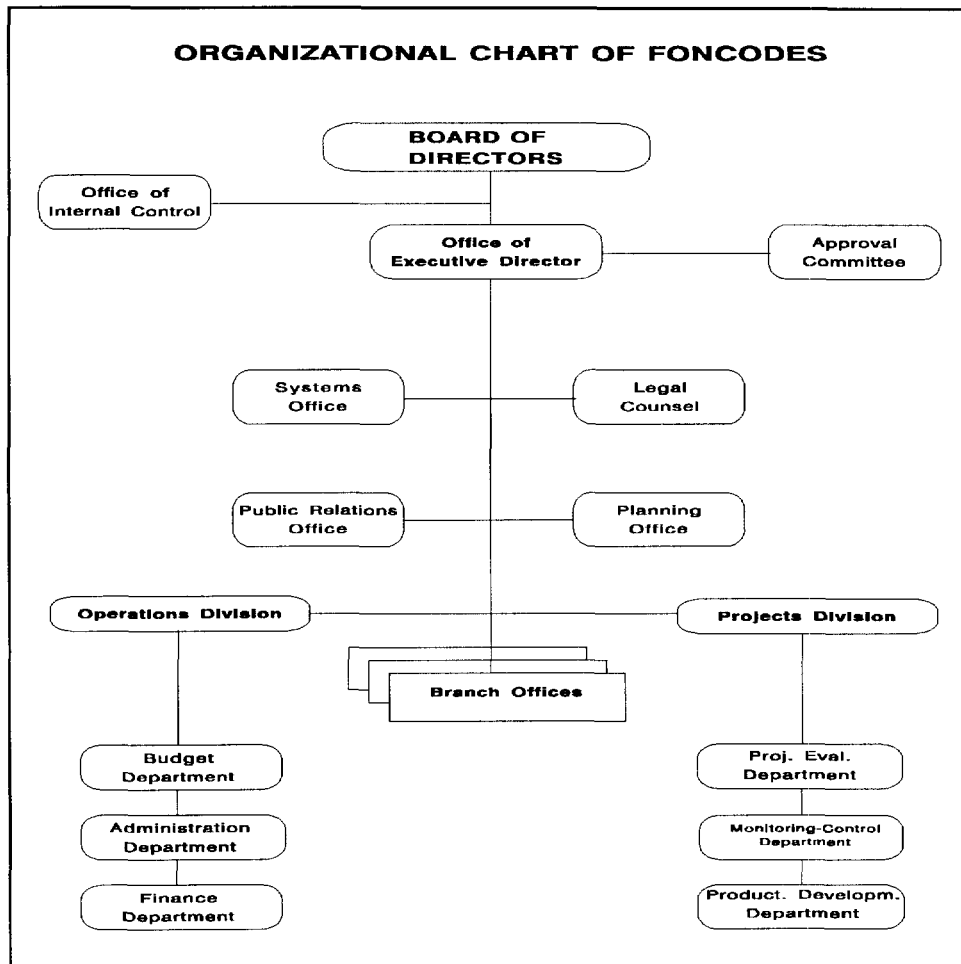 ORGANIZATIONAL CHART OF FONCODES
BOARD OF
DIRECTORS
Office of
Internal Control
Office of
Executive Director
Approval
Committee
Systems
Office
Legal
Counsel
Public Relations
Office
Planning
Office
Operations Division
Projects Division
Branch Offices
Budget
Department
Proj. Eval.
Department
Administration
Department
Monitoring-Control
Department
Finance
Department
Product. Developm.
Department